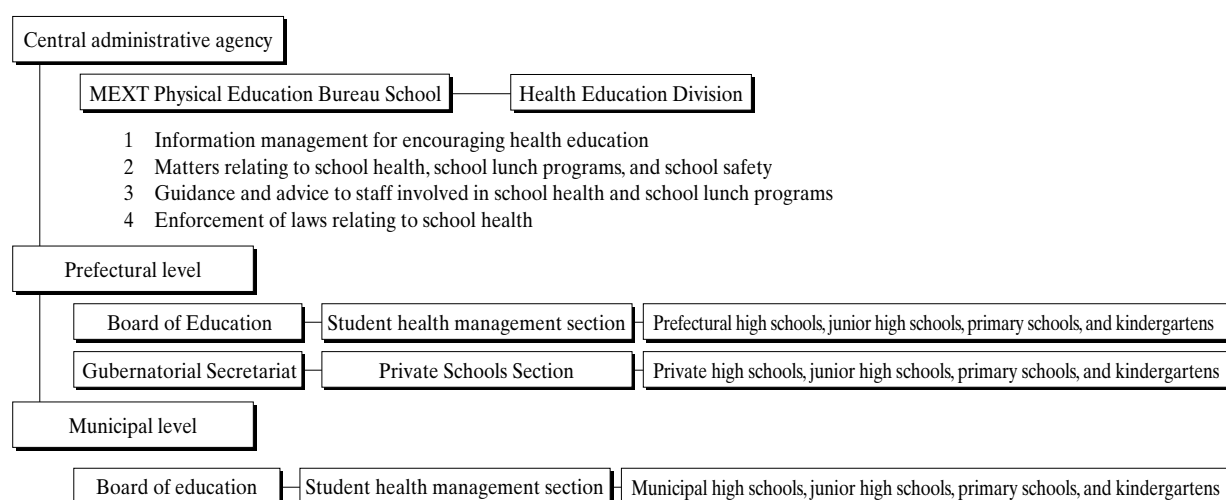 Central administrative agency
MEXT Physical Education Bureau School Health Education Division
1 Information management for encouraging health education
2 Matters relating to school health, school lunch programs, and school safety
3 Guidance and advice to staff involved in school health and school lunch programs
4 Enforcement of laws relating to school health
Prefectural level
Board of Education Student health management section Prefectural high schools, junior high schools, primary schools, and kindergartens
Gubernatorial Secretariat Private Schools Section Private high schools, junior high schools, primary schools, and kindergartens
Municipal level
Board of education Student health management section Municipal high schools, junior high schools, primary schools, and kindergartens